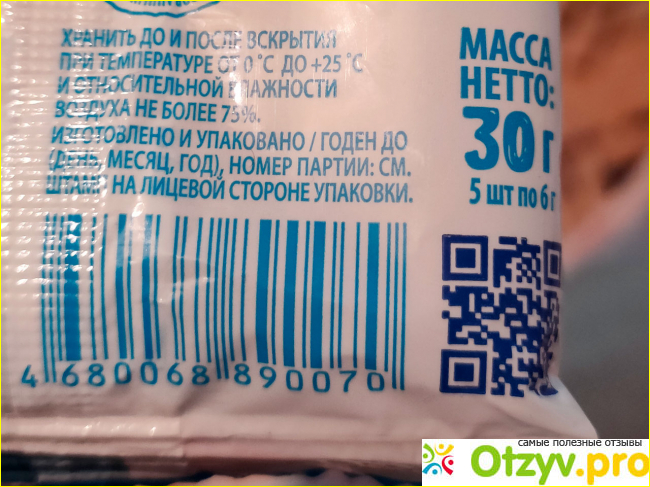 ХРАНИТЬ ДО И ПОСЛЕ ВСКРЫТИЯ
ПРИ ТЕМПЕРАТУРЕ ОТ 0 °С ДО +25 °С
И ОТНОСИТЕЛЬНОЙ ВЛАЖНОСТИ
ВОЗДУХА НЕ БОЛЕЕ 75%.
ИЗГОТОВЛЕНО И УПАКОВАНО / ГОДЕН ДО
(ДЕНЬ, МЕСЯЦ, ГОД), НОМЕР ПАРТИИ: СМ.
ШТАМП НА ЛИЦЕВОЙ СТОРОНЕ УПАКОВКИ.
МАССА
НЕТТО:
30 г
5 шт по 6 г
4 680068 890070
самые полезные отзывы
Otzyv.pro